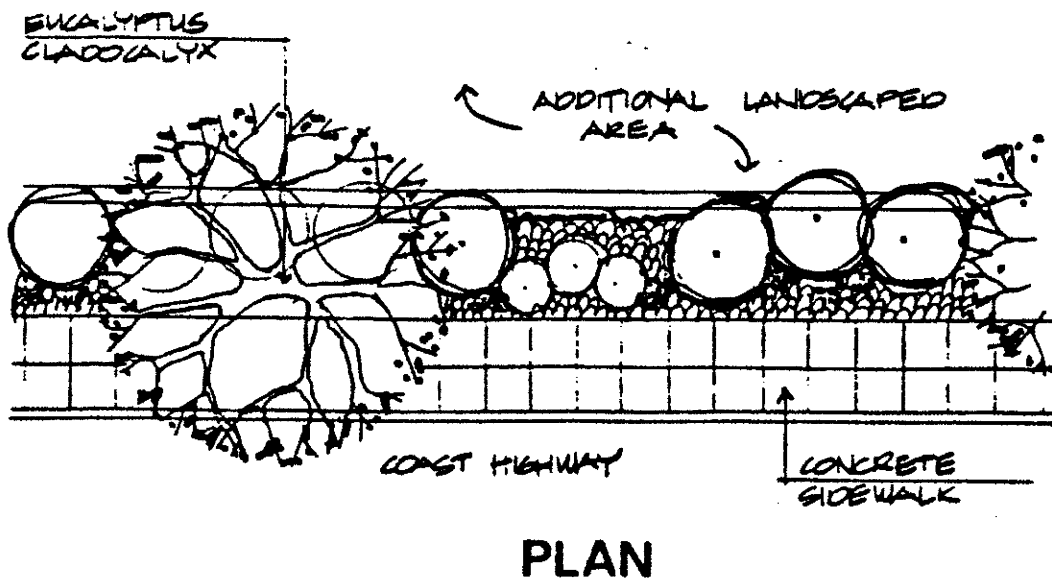 EUCALYPTUS
CLADOCALYX
ADDITIONAL LANDSCAPED
AREA
COAST HIGHWAY
CONCRETE
SIDEWALK
PLAN